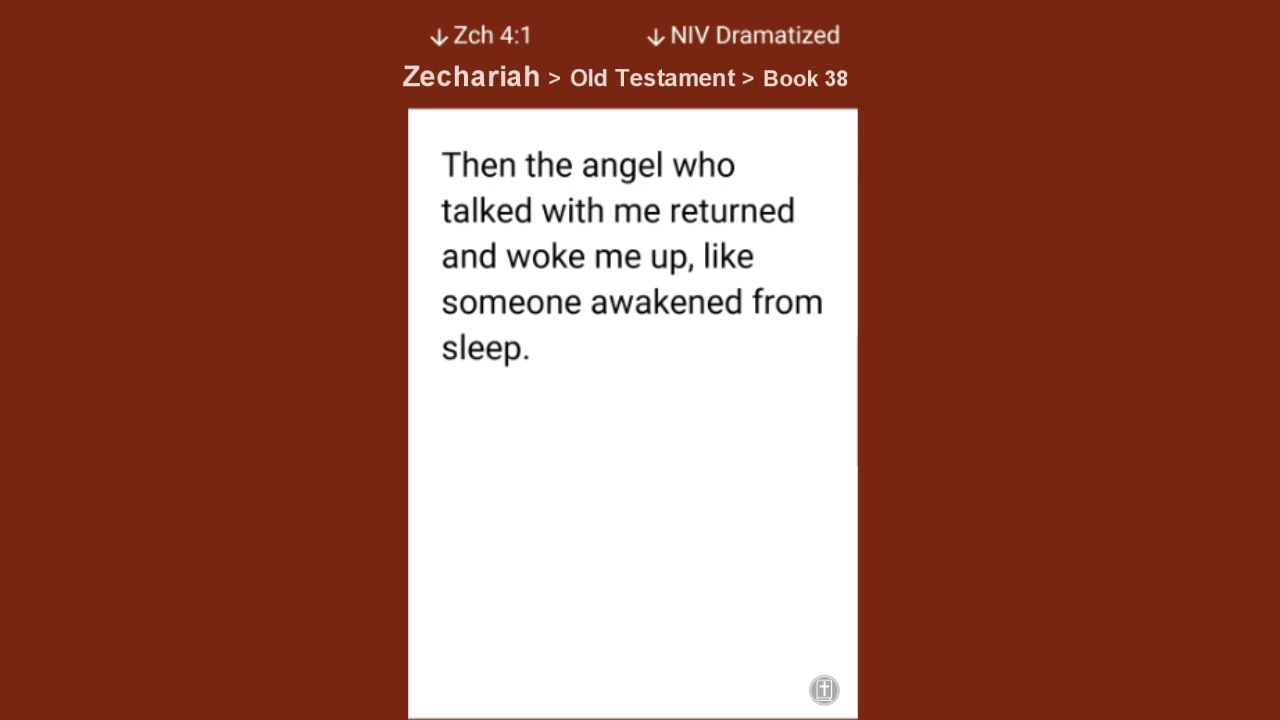 ↓ Zch 4:1 ↓ NIV Dramatized
Zechariah > Old Testament > Book 38
Then the angel who
talked with me returned
and woke me up, like
someone awakened from
sleep.